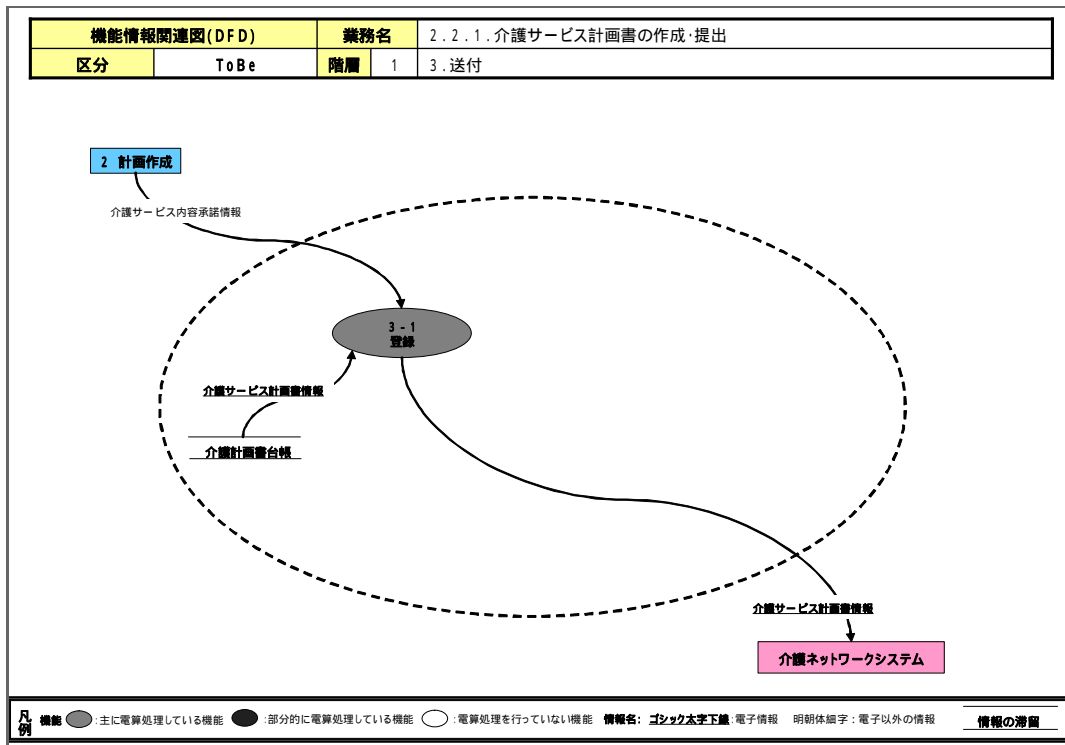 機能情報関連図(DFD) 業務名 2.2.1.介護サービス計画書の作成・提出
区分 ToBe 階層 1 3.送付
2 計画作成
介護サービス内容承諾情報
3-1
登録
介護サービス計画書情報
介護計画書台帳
介護サービス計画書情報
介護ネットワークシステム
凡例 機能 :主に電算処理している機能 :部分的に電算処理している機能 :電算処理を行っていない機能 情報名: ゴシック太字下線:電子情報 明朝体細字:電子以外の情報 情報の滞留